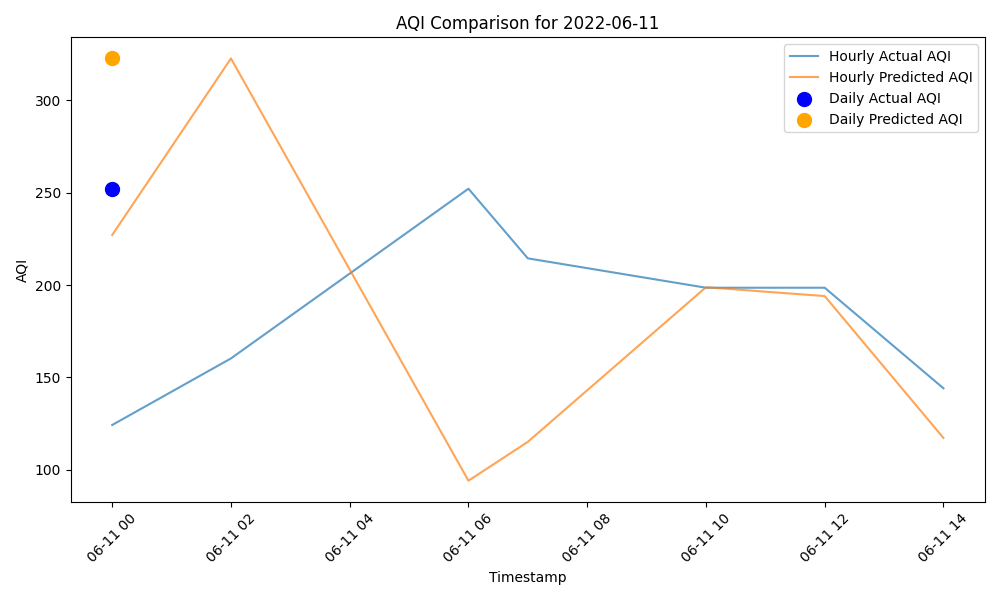 AQI Comparison for 2022-06-11
Hourly Actual AQI
Hourly Predicted AQI
Daily Actual AQI
Daily Predicted AQI
AQI
300
250
200
150
100
06-11 00
06-11 02
06-11 04
06-11 06
06-11 08
06-11 10
06-11 12
06-11 14
Timestamp